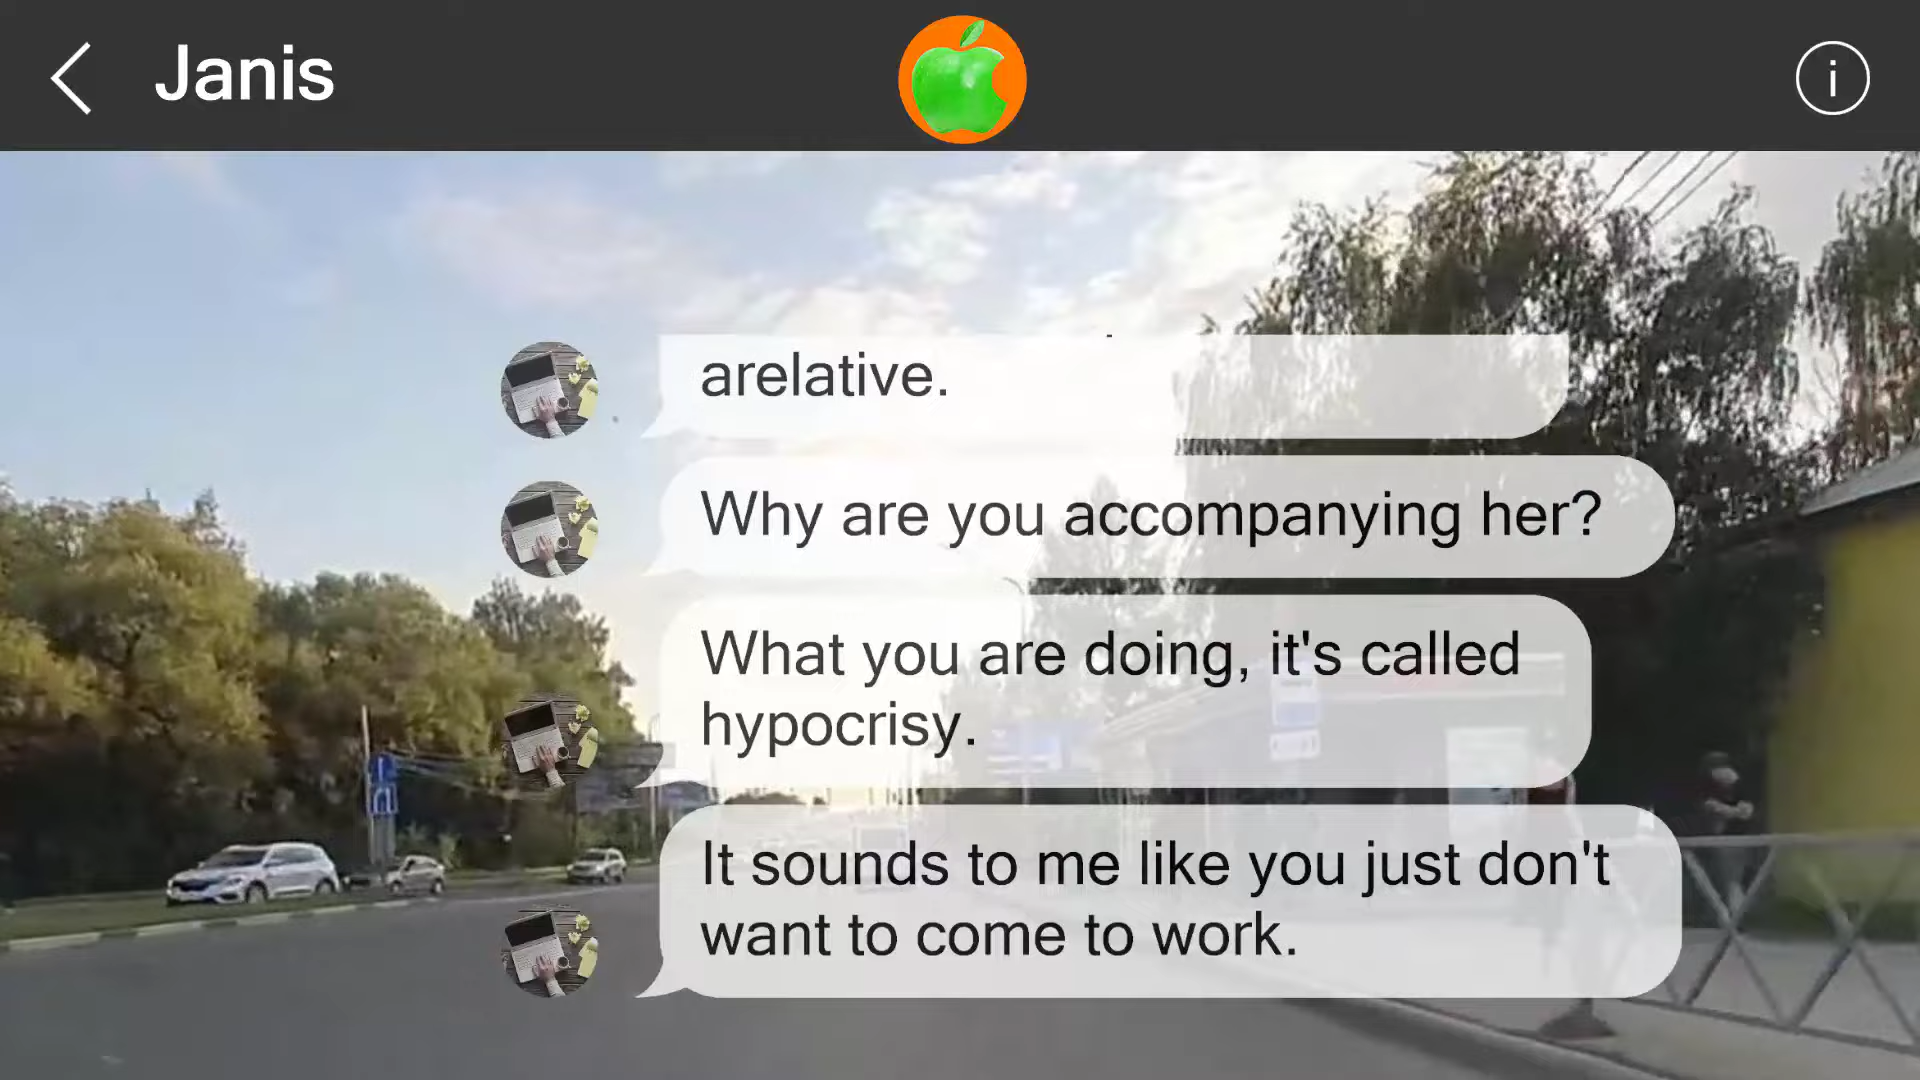 Janis
i
arelative.
Why are you accompanying her?
What you are doing, it's called
hypocrisy.
It sounds to me like you just don't
want to come to work.